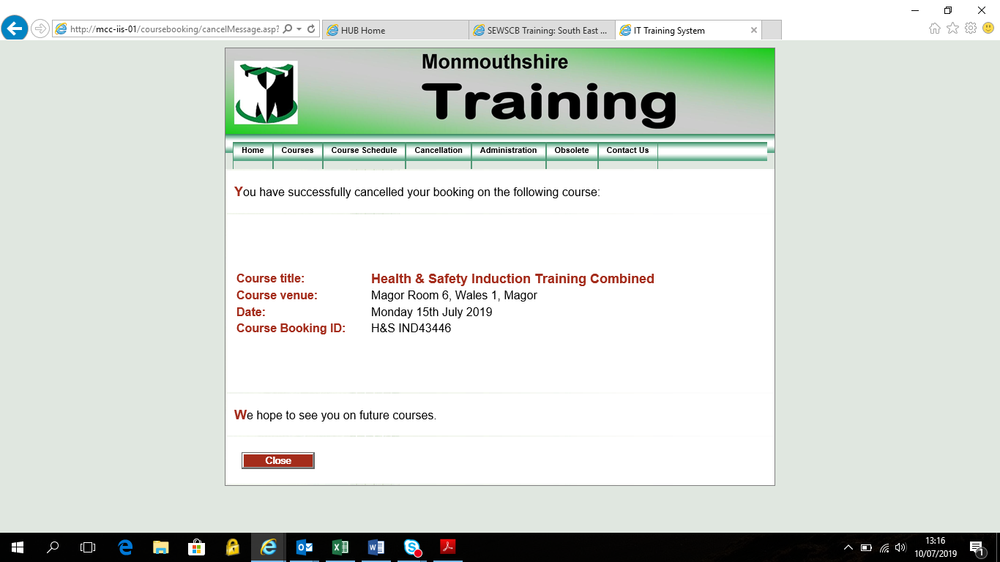 http://mcc-iis-01/coursebooking/cancelMessage.asp?
HUB Home
SEWSCB Training: South East ...
IT Training System
Monmouthshire
Training
Home
Courses
Course Schedule
Cancellation
Administration
Obsolete
Contact Us
You have successfully cancelled your booking on the following course:
Course title: Health & Safety Induction Training Combined
Course venue: Magor Room 6, Wales 1, Magor
Date: Monday 15th July 2019
Course Booking ID: H&S IND43446
We hope to see you on future courses.
Close
13:16
10/07/2019
1